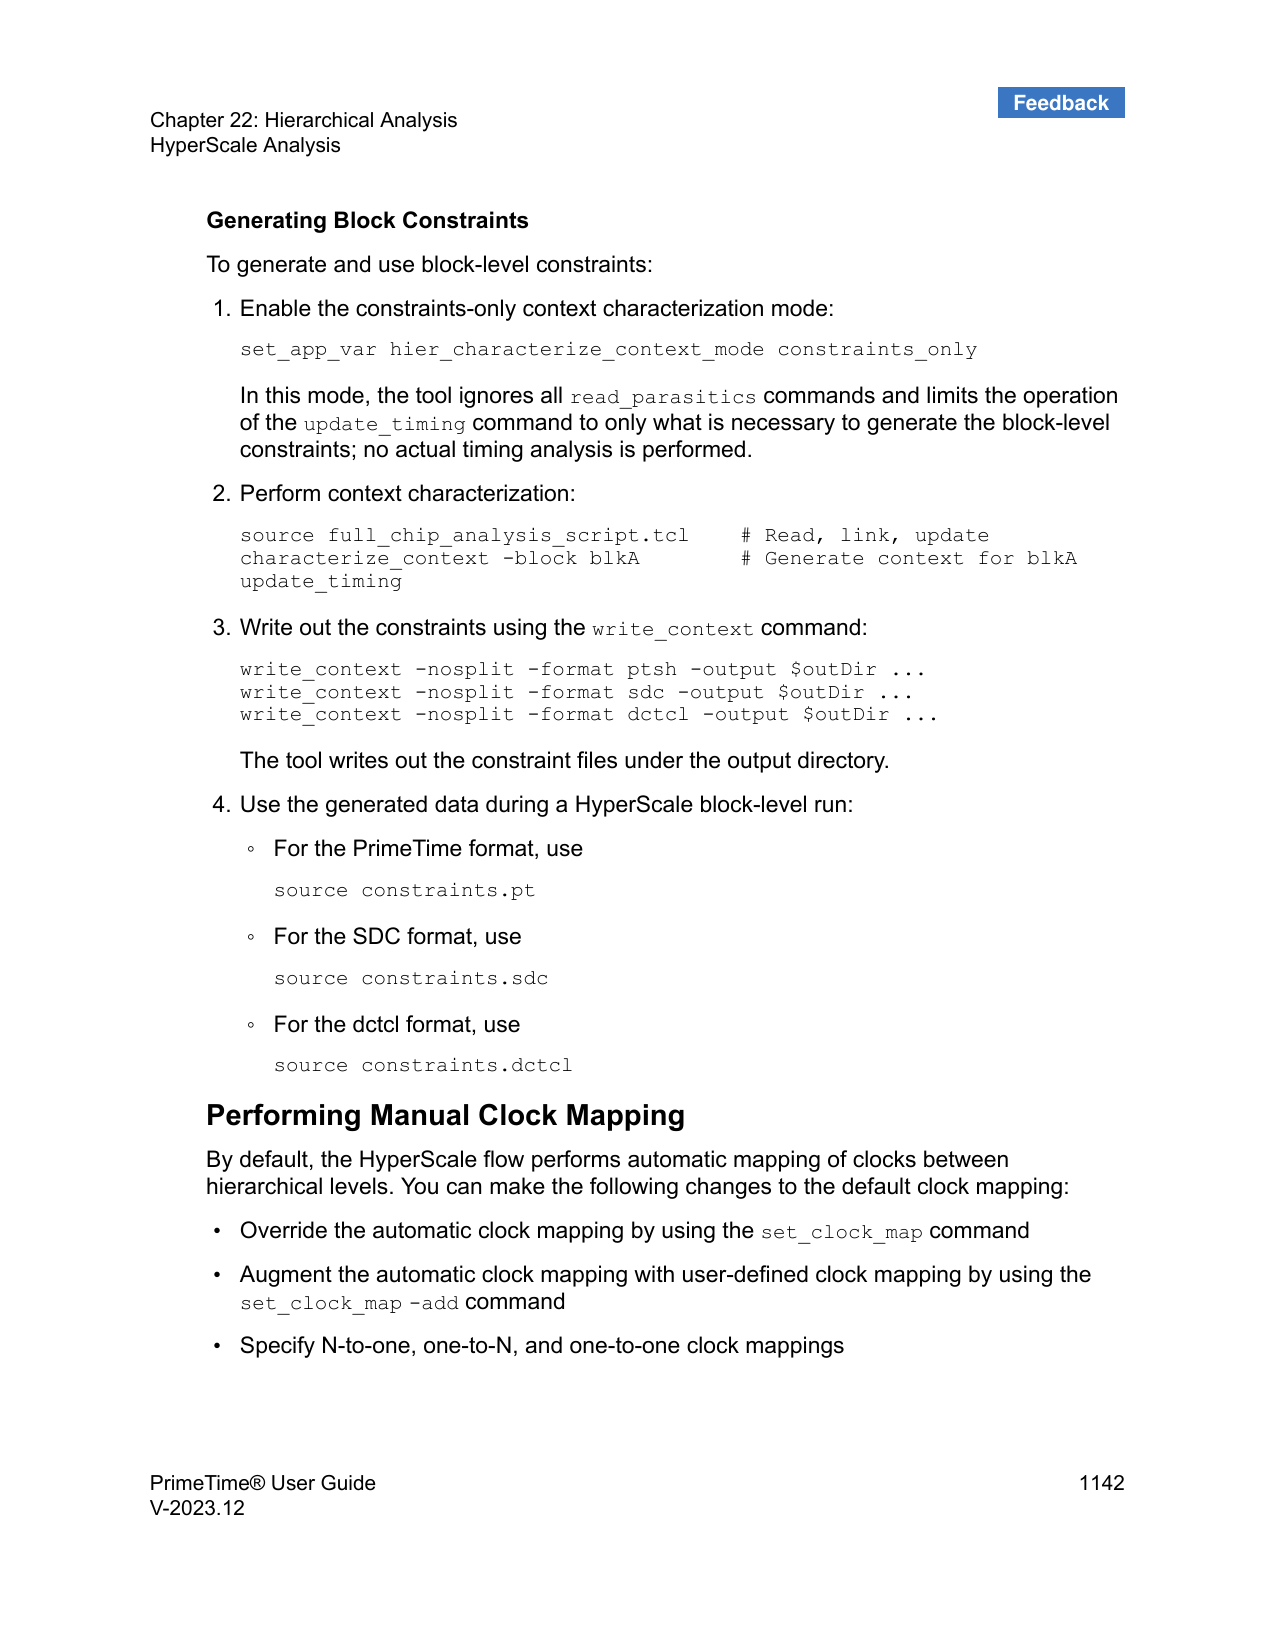 Feedback
Chapter 22: Hierarchical Analysis
HyperScale Analysis
Generating Block Constraints
To generate and use block-level constraints:
1. Enable the constraints-only context characterization mode:
set_app_var hier_characterize_context_mode constraints_only
In this mode, the tool ignores all read_parasitics commands and limits the operation
of the update_timing command to only what is necessary to generate the block-level
constraints; no actual timing analysis is performed.
2. Perform context characterization:
source full_chip_analysis_script.tcl    # Read, link, update
characterize_context -block blkA        # Generate context for blkA
update_timing
3. Write out the constraints using the write_context command:
write_context -nosplit -format ptsh -output $outDir ...
write_context -nosplit -format sdc -output $outDir ...
write_context -nosplit -format dctcl -output $outDir ...
The tool writes out the constraint files under the output directory.
4. Use the generated data during a HyperScale block-level run:
◦ For the PrimeTime format, use
source constraints.pt
◦ For the SDC format, use
source constraints.sdc
◦ For the dctcl format, use
source constraints.dctcl
Performing Manual Clock Mapping
By default, the HyperScale flow performs automatic mapping of clocks between
hierarchical levels. You can make the following changes to the default clock mapping:
• Override the automatic clock mapping by using the set_clock_map command
• Augment the automatic clock mapping with user-defined clock mapping by using the
set_clock_map -add command
• Specify N-to-one, one-to-N, and one-to-one clock mappings
PrimeTime® User Guide 1142
V-2023.12